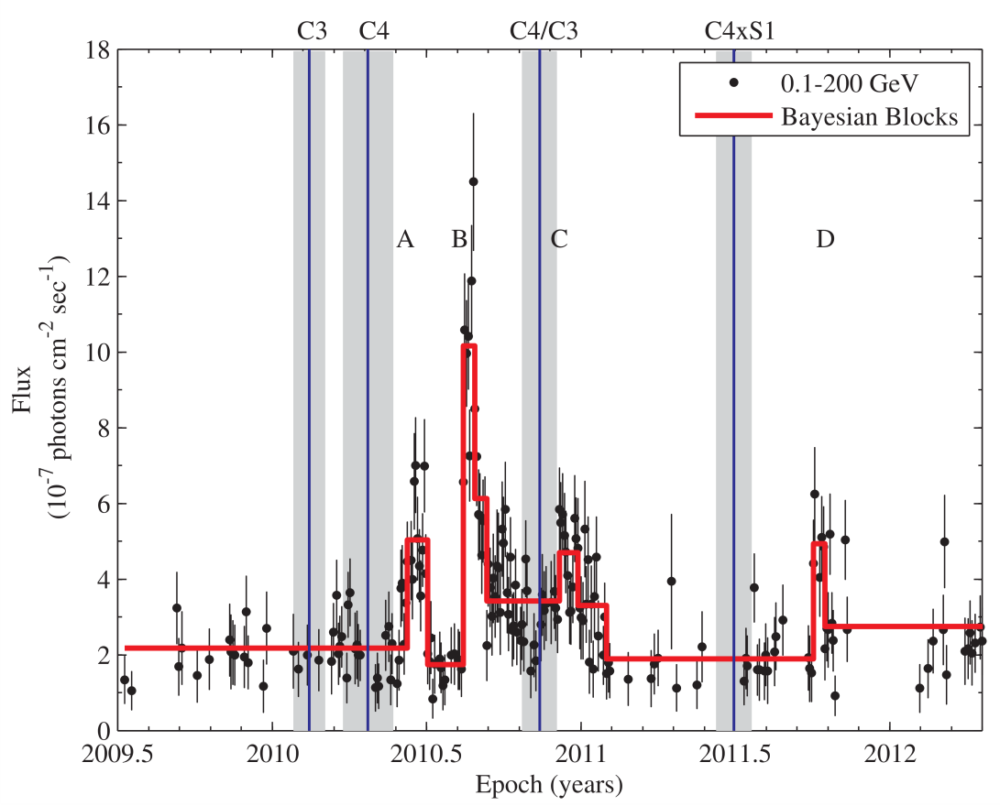 C3 C4 C4/C3 C4xS1
18
0.1-200 GeV
Bayesian Blocks
16
14
A B C D
12
10
8
6
4
2
0
Flux
(10⁻⁷ photons cm⁻² sec⁻¹)
2009.5 2010 2010.5 2011 2011.5 2012
Epoch (years)